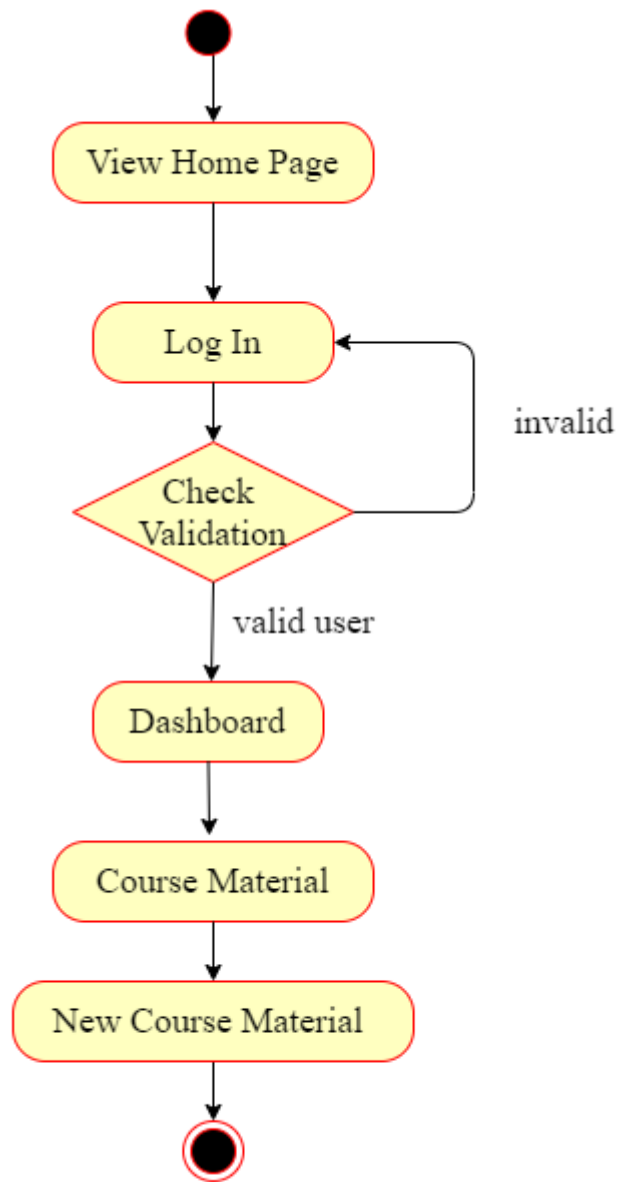 View Home Page
Log In
invalid
Check
Validation
valid user
Dashboard
Course Material
New Course Material